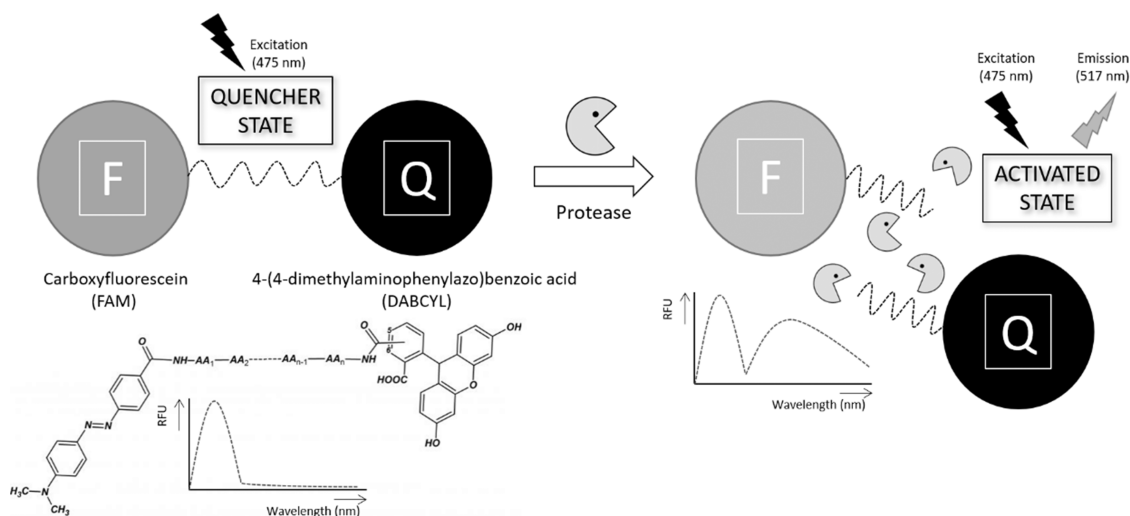 Excitation
(475 nm)
QUENCHER
STATE
F
Q
Protease
Carboxyfluorescein
(FAM)
4-(4-dimethylaminophenylazo)benzoic acid
(DABCYL)
O
NH—AA1—AA2-------AAn-1—AAn—NH
O
5
6
HOOC
OH
O
HO
N=N
H3C—N
CH3
RFU
Wavelength (nm)
Excitation
(475 nm)
Emission
(517 nm)
ACTIVATED
STATE
F
Q
RFU
Wavelength (nm)